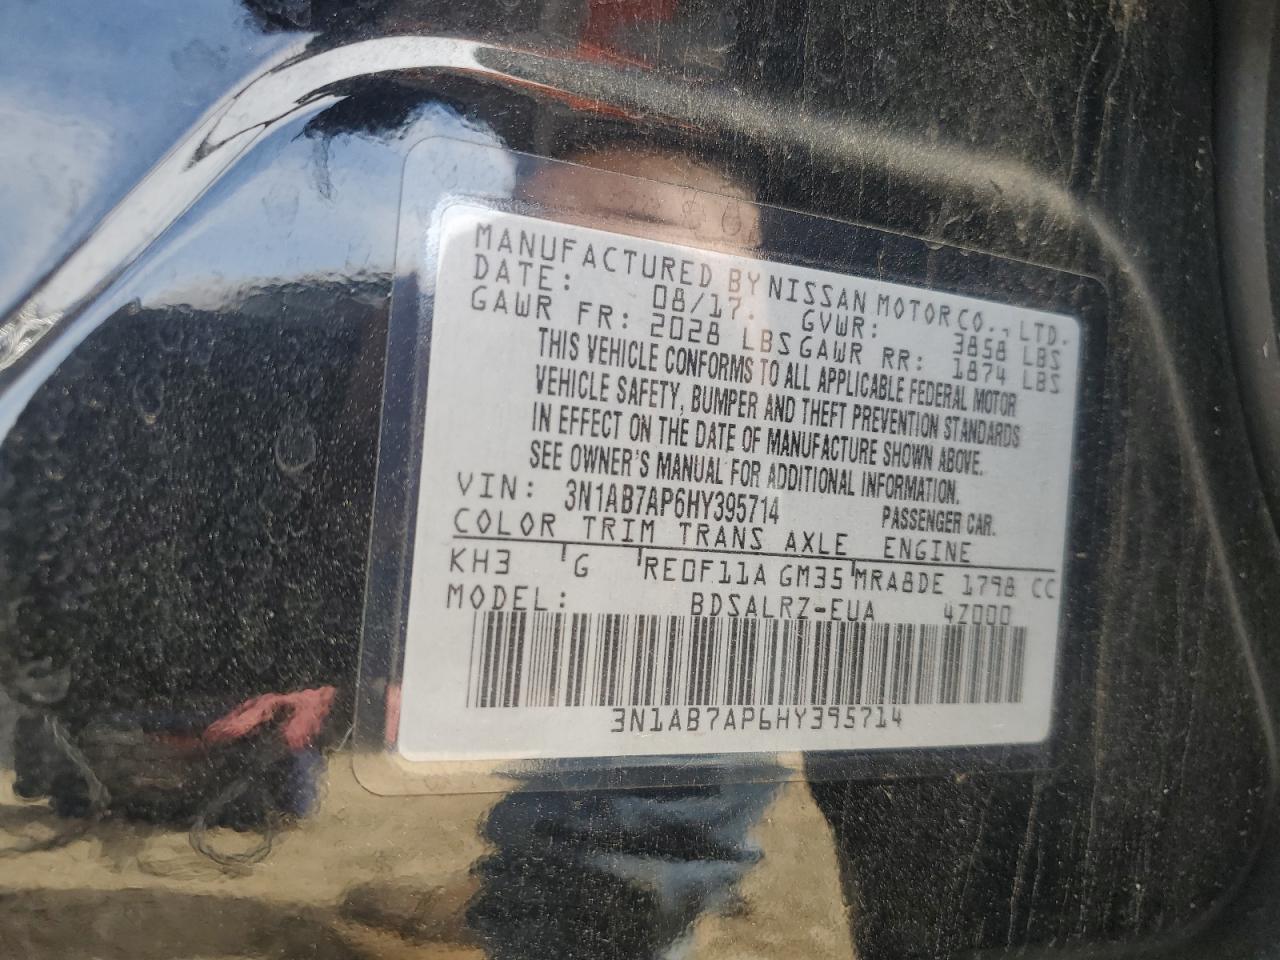 MANUFACTURED BY NISSAN MOTOR CO., LTD.
DATE: 08/17. GVWR: 3858 LBS
GAWR FR: 2028 LBS GAWR RR: 1874 LBS
THIS VEHICLE CONFORMS TO ALL APPLICABLE FEDERAL MOTOR
VEHICLE SAFETY, BUMPER AND THEFT PREVENTION STANDARDS
IN EFFECT ON THE DATE OF MANUFACTURE SHOWN ABOVE.
SEE OWNER'S MANUAL FOR ADDITIONAL INFORMATION.
VIN: 3N1AB7AP6HY395714 PASSENGER CAR.
COLOR TRIM TRANS AXLE ENGINE
KH3 G RE0F11A GM35 MRA8DE 1798 CC
MODEL: BDSALRZ-EUA 4Z000
3N1AB7AP6HY395714